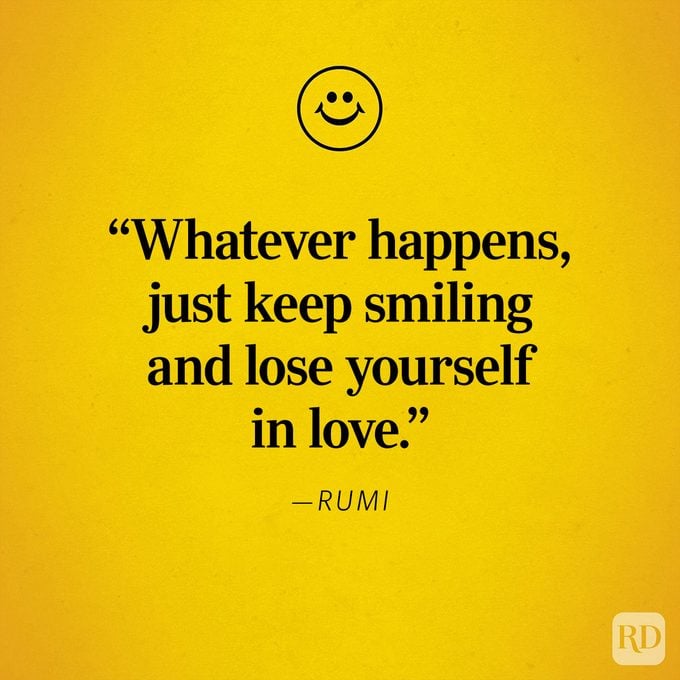 “Whatever happens,
just keep smiling
and lose yourself
in love.”
—RUMI
RD